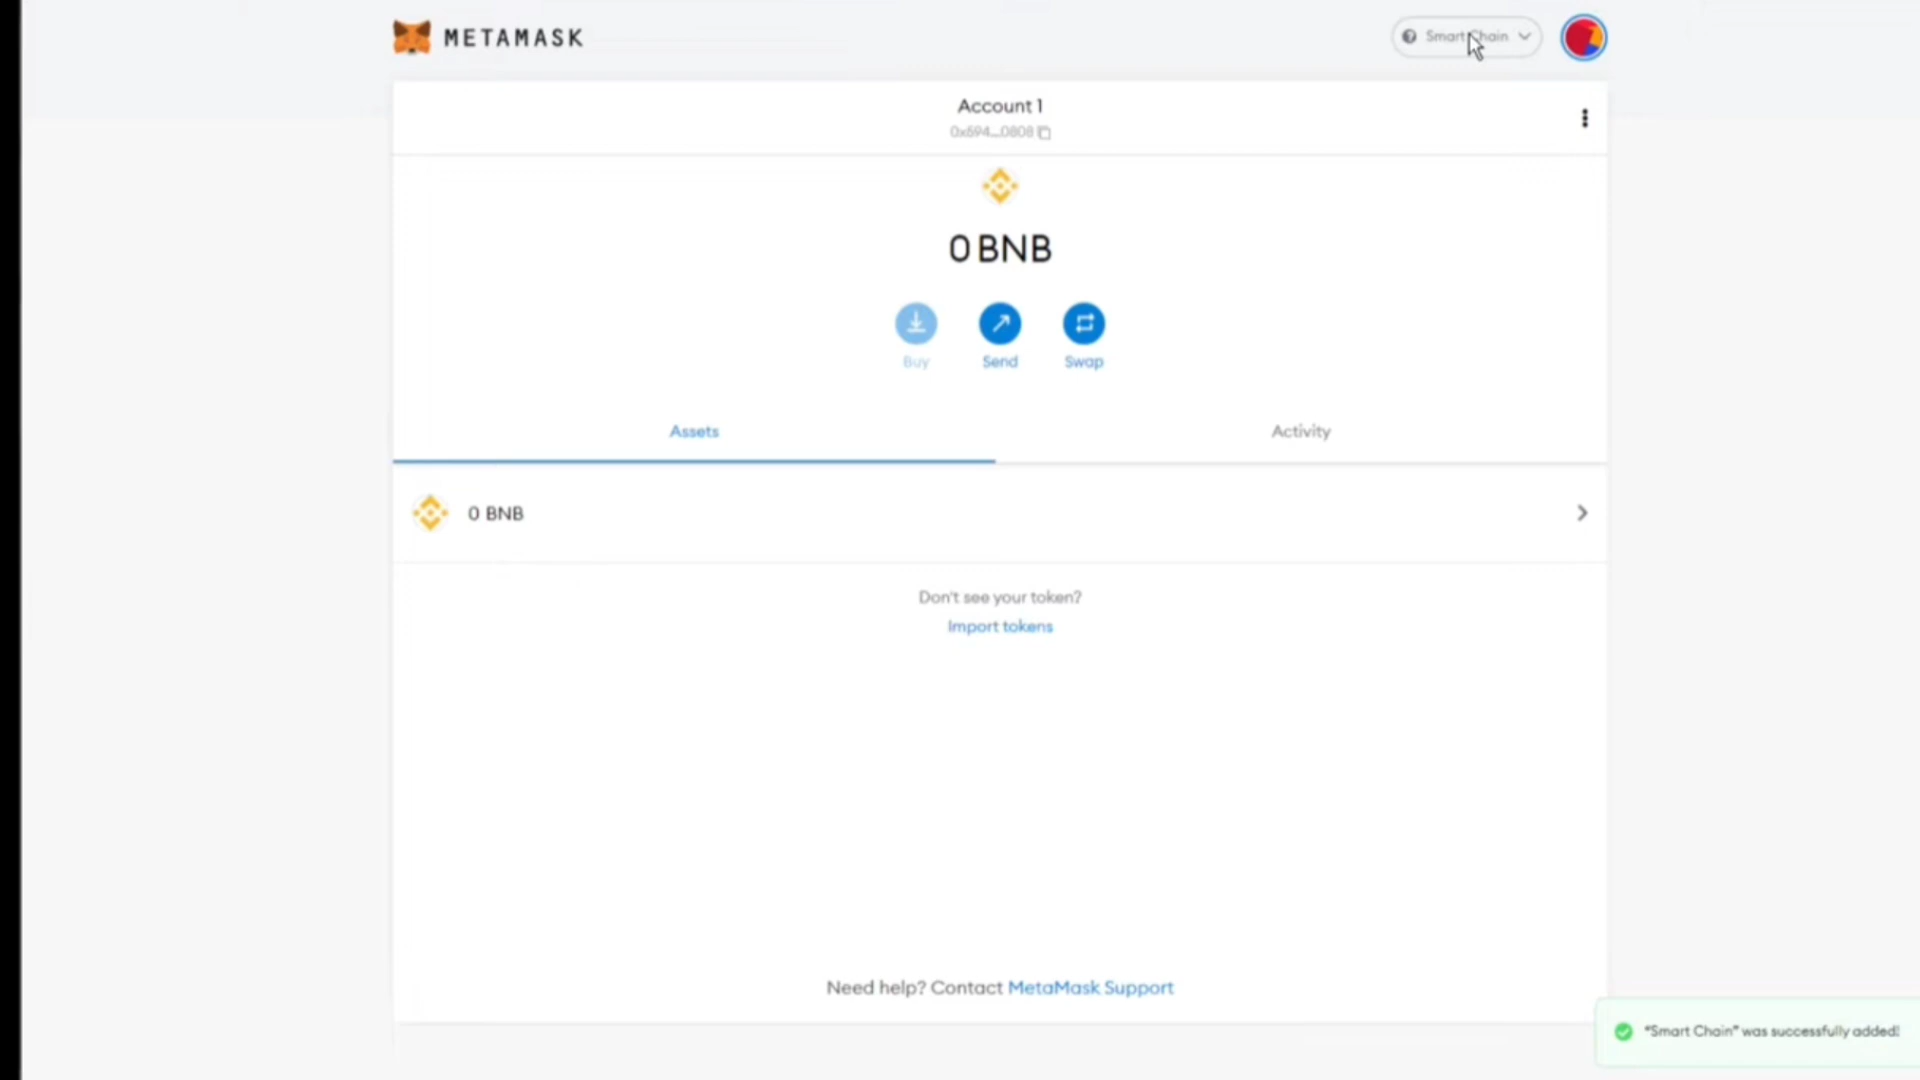 METAMASK
Smart Chain
Account 1
0x694...0808
0 BNB
Buy
Send
Swap
Assets
Activity
0 BNB
Don't see your token?
Import tokens
Need help? Contact MetaMask Support
"Smart Chain" was successfully added!